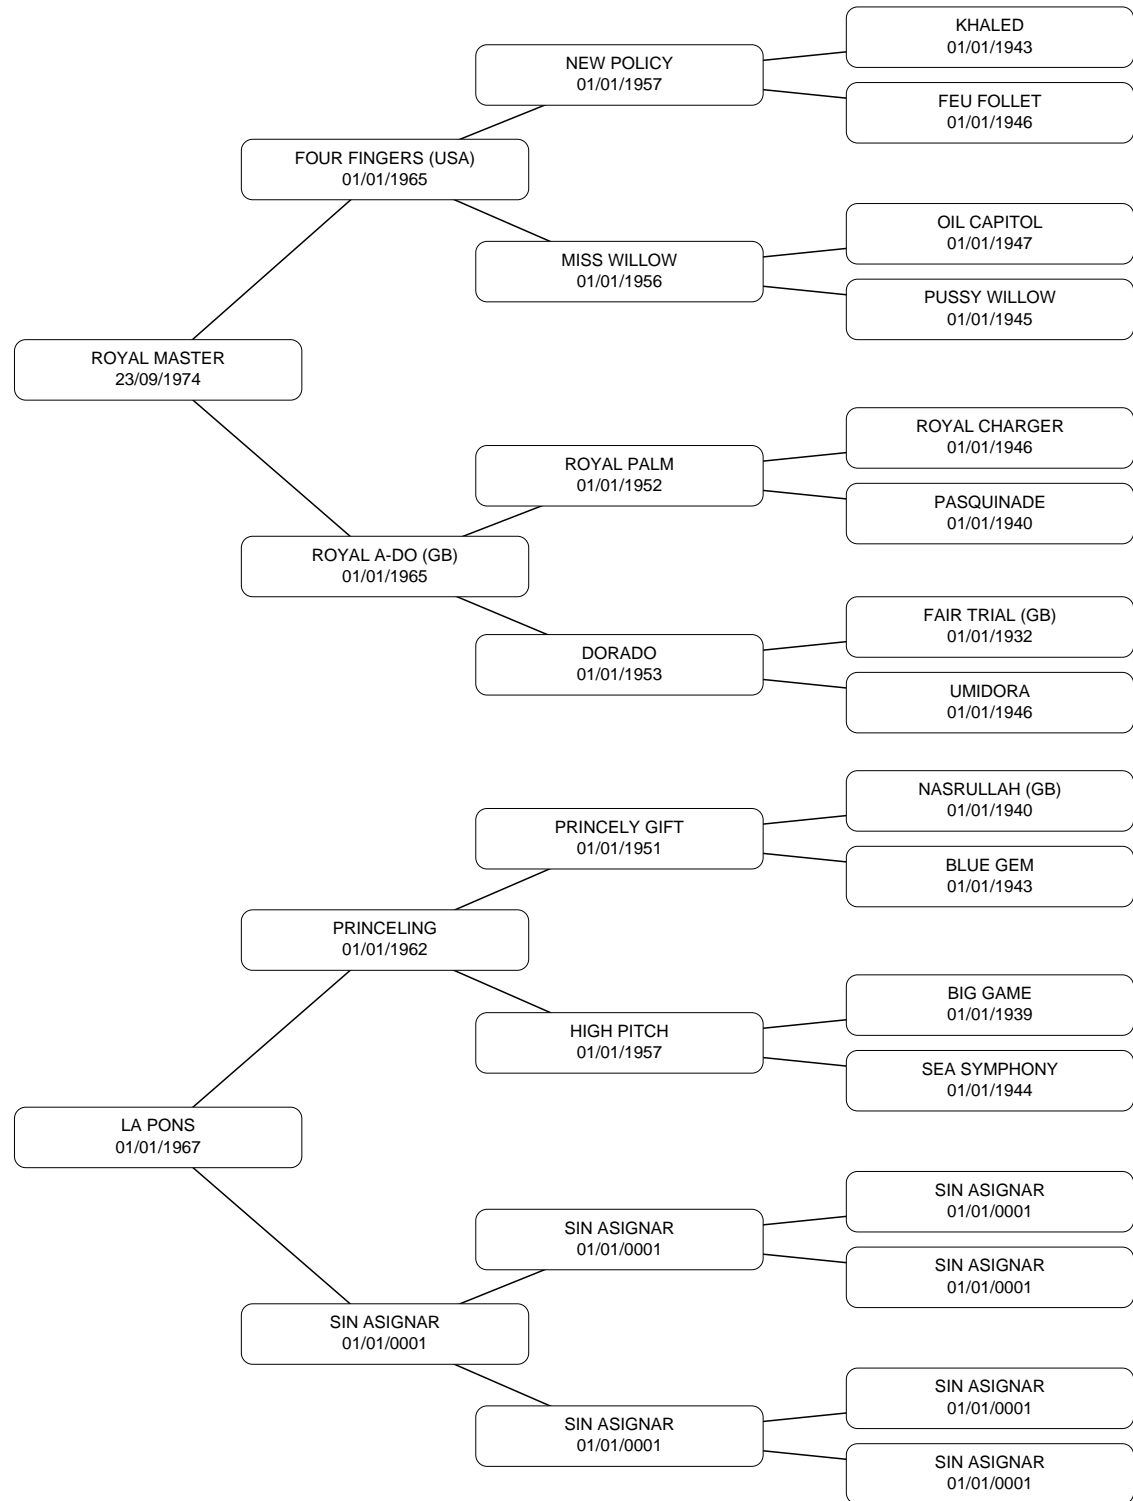 KHALED
01/01/1943
NEW POLICY
01/01/1957
FEU FOLLET
01/01/1946
FOUR FINGERS (USA)
01/01/1965
OIL CAPITOL
01/01/1947
MISS WILLOW
01/01/1956
PUSSY WILLOW
01/01/1945
ROYAL MASTER
23/09/1974
ROYAL CHARGER
01/01/1946
ROYAL PALM
01/01/1952
PASQUINADE
01/01/1940
ROYAL A-DO (GB)
01/01/1965
FAIR TRIAL (GB)
01/01/1932
DORADO
01/01/1953
UMIDORA
01/01/1946
NASRULLAH (GB)
01/01/1940
PRINCELY GIFT
01/01/1951
BLUE GEM
01/01/1943
PRINCELING
01/01/1962
BIG GAME
01/01/1939
HIGH PITCH
01/01/1957
SEA SYMPHONY
01/01/1944
LA PONS
01/01/1967
SIN ASIGNAR
01/01/0001
SIN ASIGNAR
01/01/0001
SIN ASIGNAR
01/01/0001
SIN ASIGNAR
01/01/0001
SIN ASIGNAR
01/01/0001
SIN ASIGNAR
01/01/0001
SIN ASIGNAR
01/01/0001